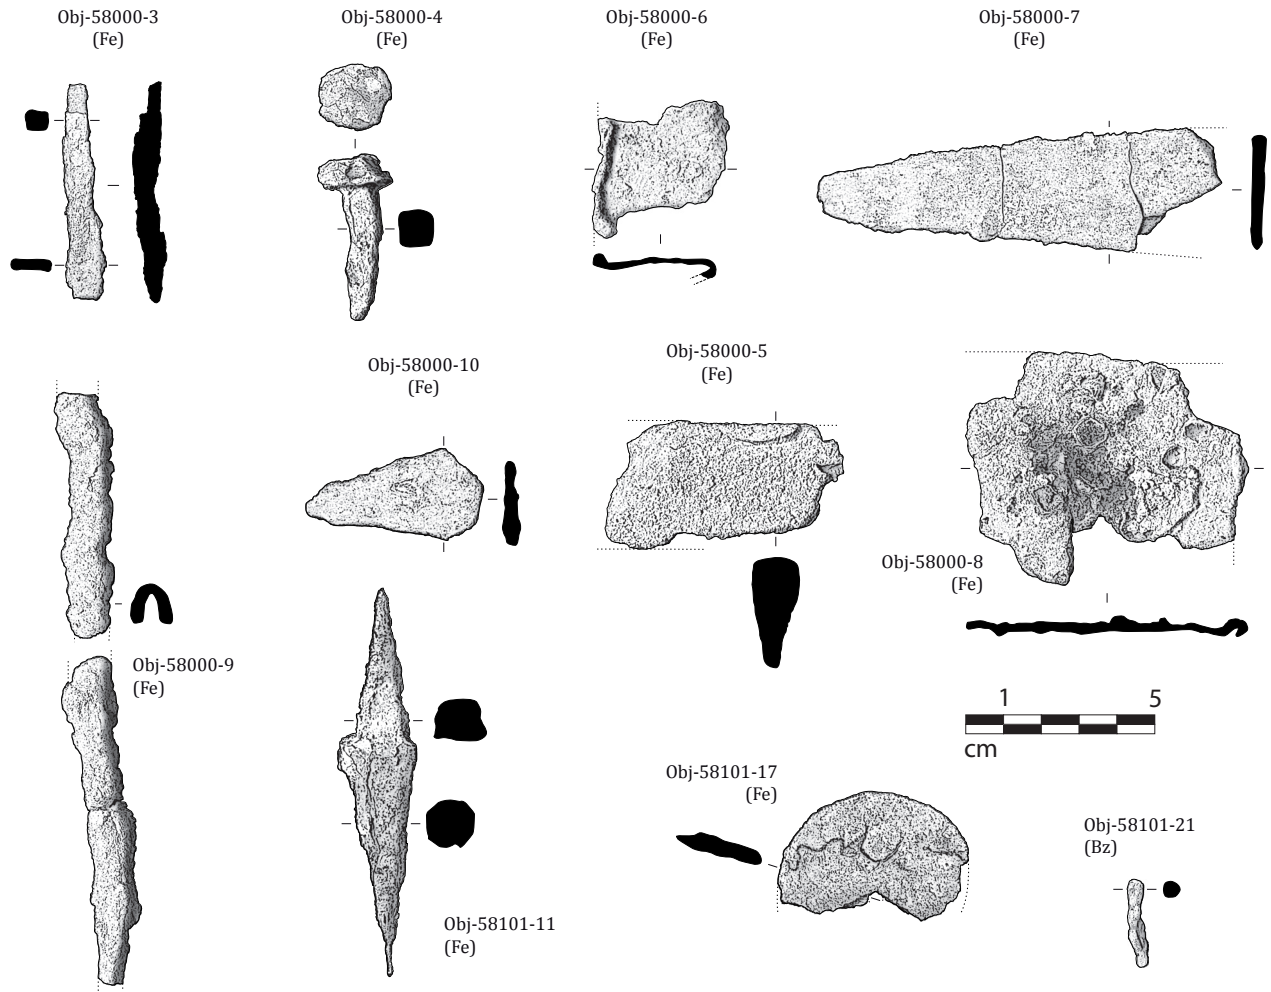 Obj-58000-3
(Fe)
Obj-58000-4
(Fe)
Obj-58000-6
(Fe)
Obj-58000-7
(Fe)
Obj-58000-10
(Fe)
Obj-58000-5
(Fe)
Obj-58000-8
(Fe)
Obj-58000-9
(Fe)
1 5
cm
Obj-58101-17
(Fe)
Obj-58101-21
(Bz)
Obj-58101-11
(Fe)